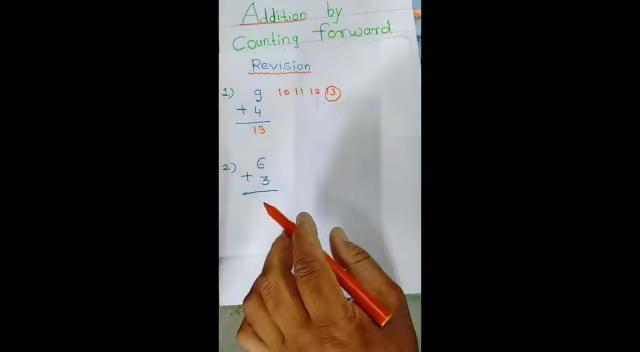 Addition by
Counting forward
Revision
1) 9 10 11 12 13
+ 4
13
2) 6
+ 3